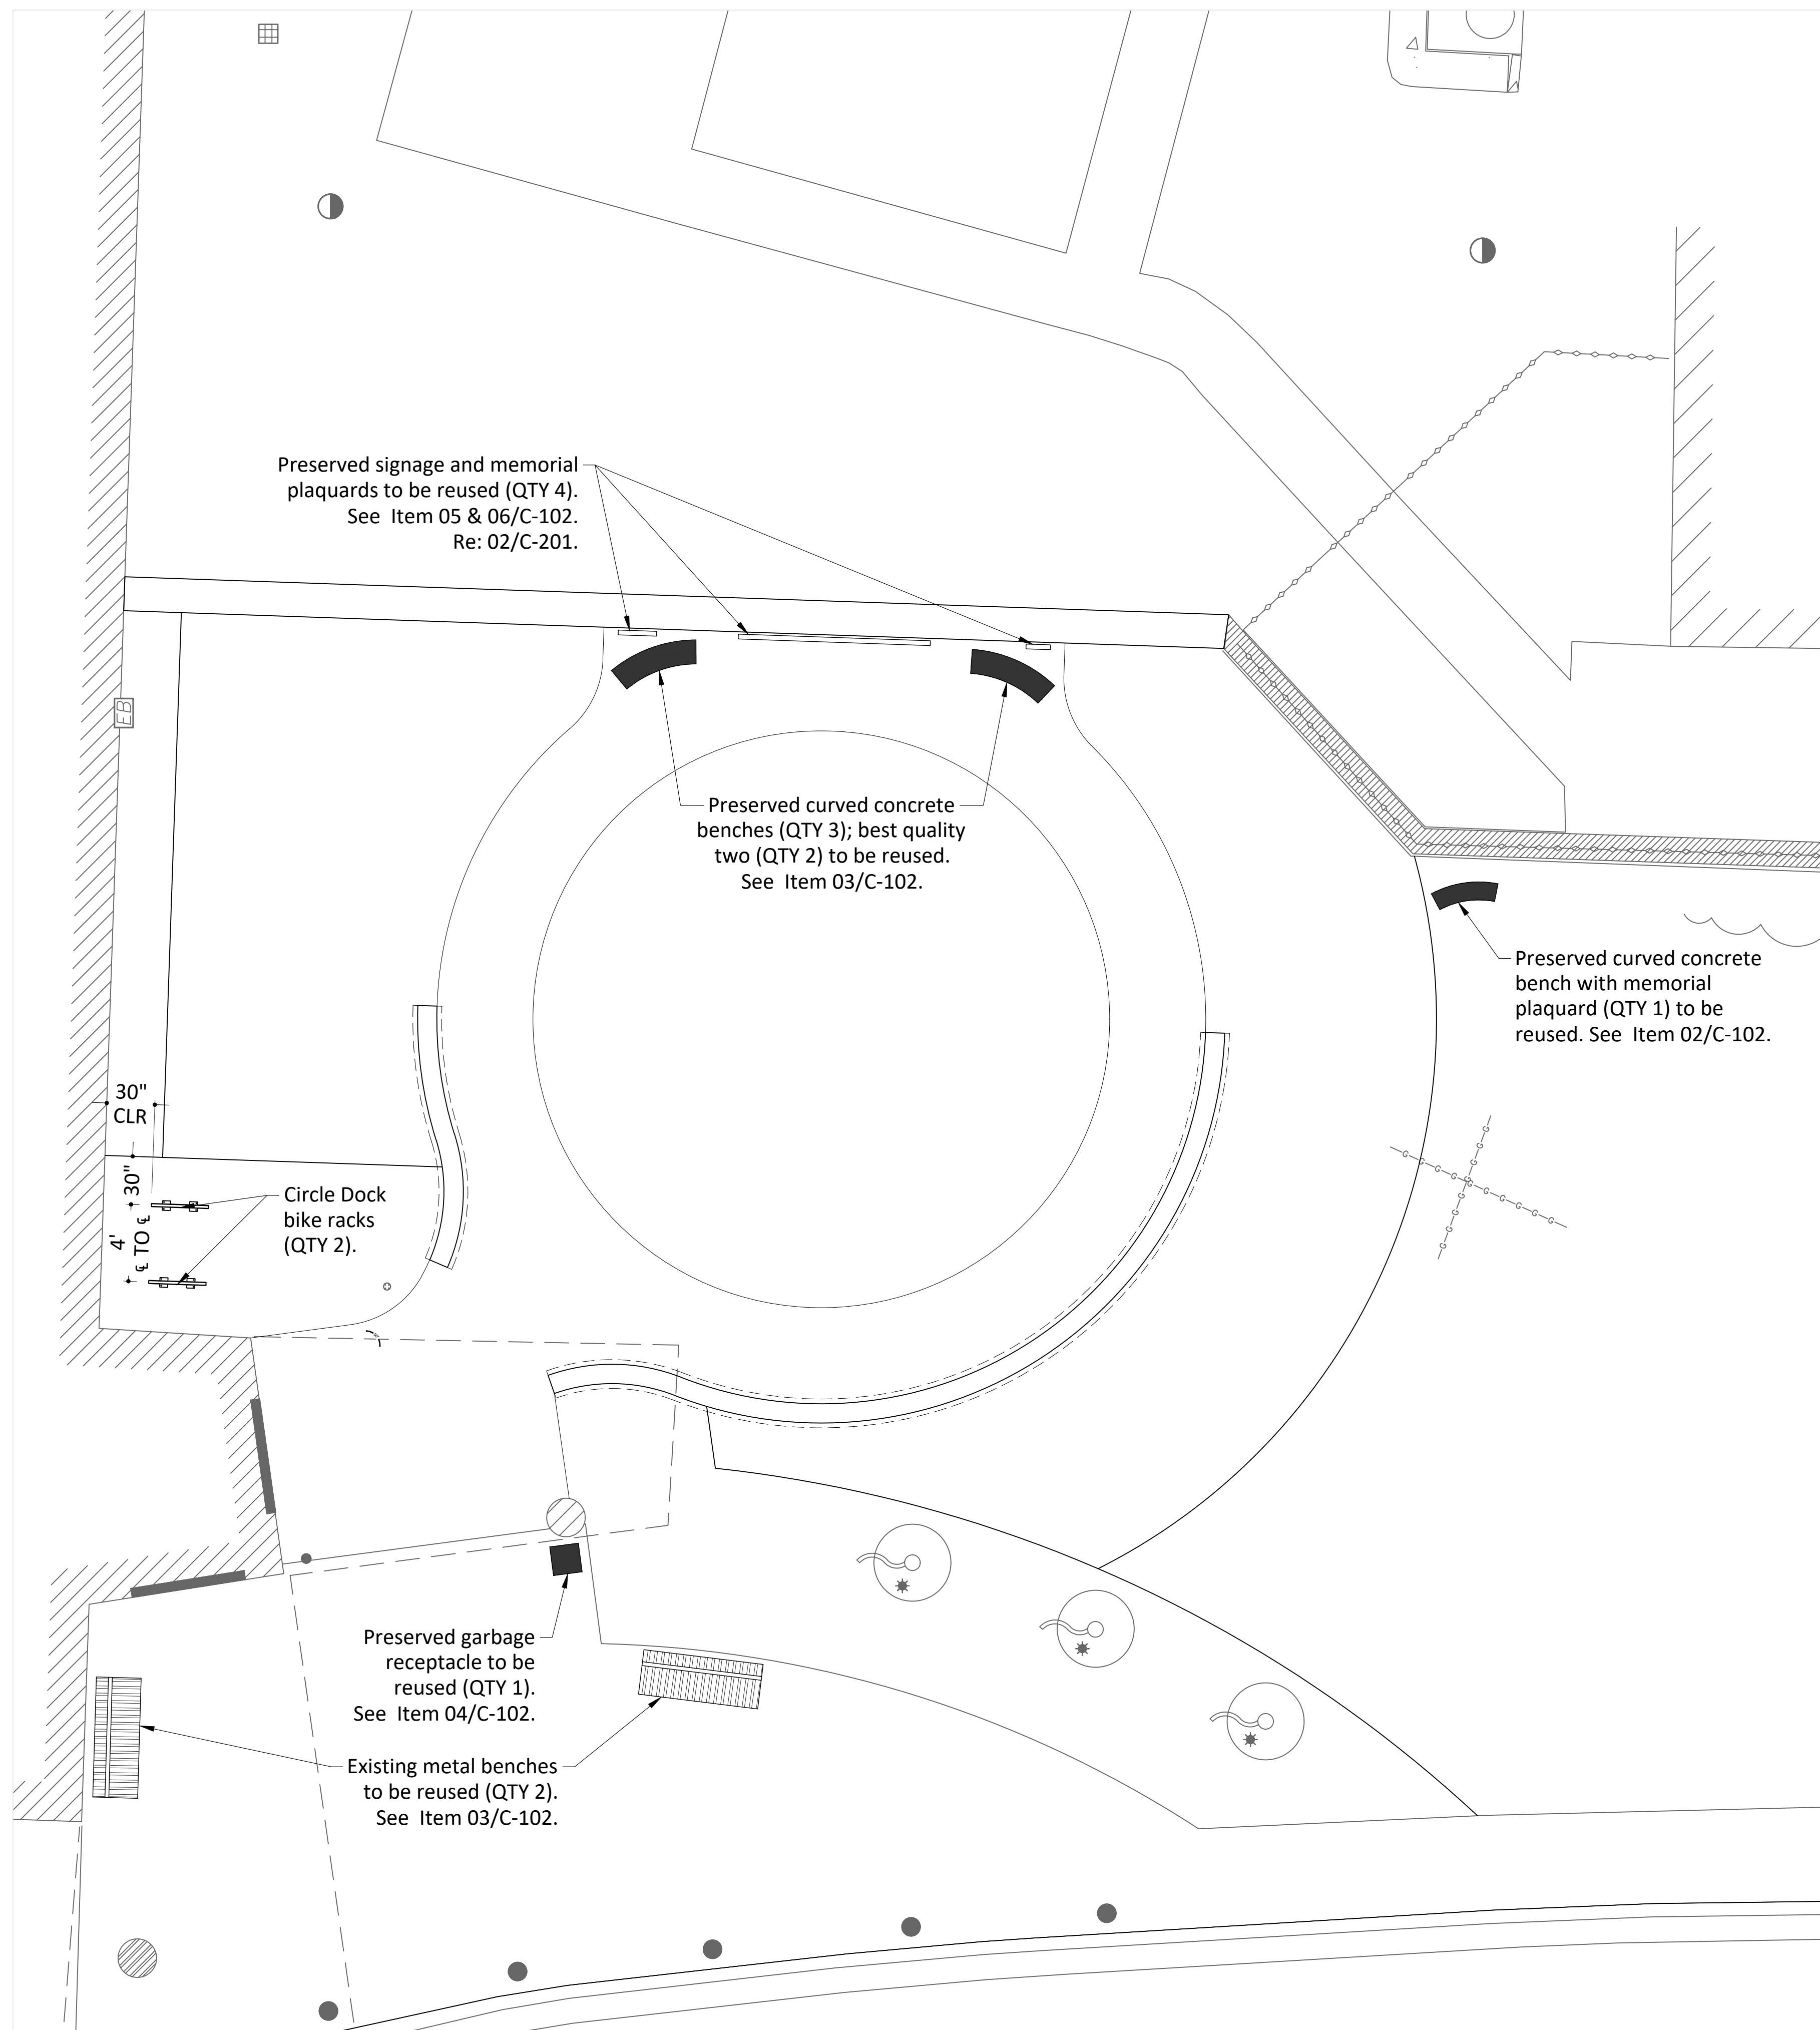 Preserved signage and memorial
plaquards to be reused (QTY 4).
See Item 05 & 06/C-102.
Re: 02/C-201.
EB
Preserved curved concrete
benches (QTY 3); best quality
two (QTY 2) to be reused.
See Item 03/C-102.
Preserved curved concrete
bench with memorial
plaquard (QTY 1) to be
reused. See Item 02/C-102.
30"
CLR
30"
4'
℄ TO ℄
Circle Dock
bike racks
(QTY 2).
G G G G G G G G G
G G G G G G G
Preserved garbage
receptacle to be
reused (QTY 1).
See Item 04/C-102.
Existing metal benches
to be reused (QTY 2).
See Item 03/C-102.